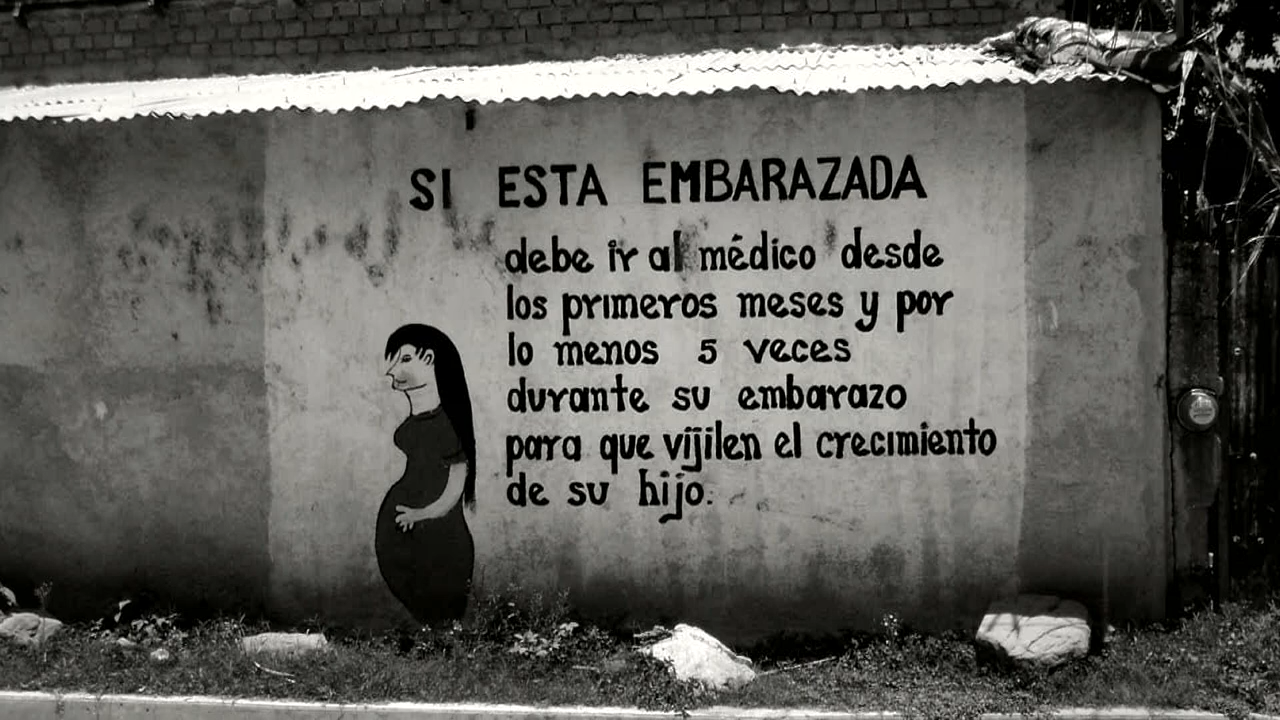 SI ESTA EMBARAZADA
debe ir al médico desde
los primeros meses y por
lo menos 5 veces
durante su embarazo
para que víjilen el crecimiento
de su hijo.